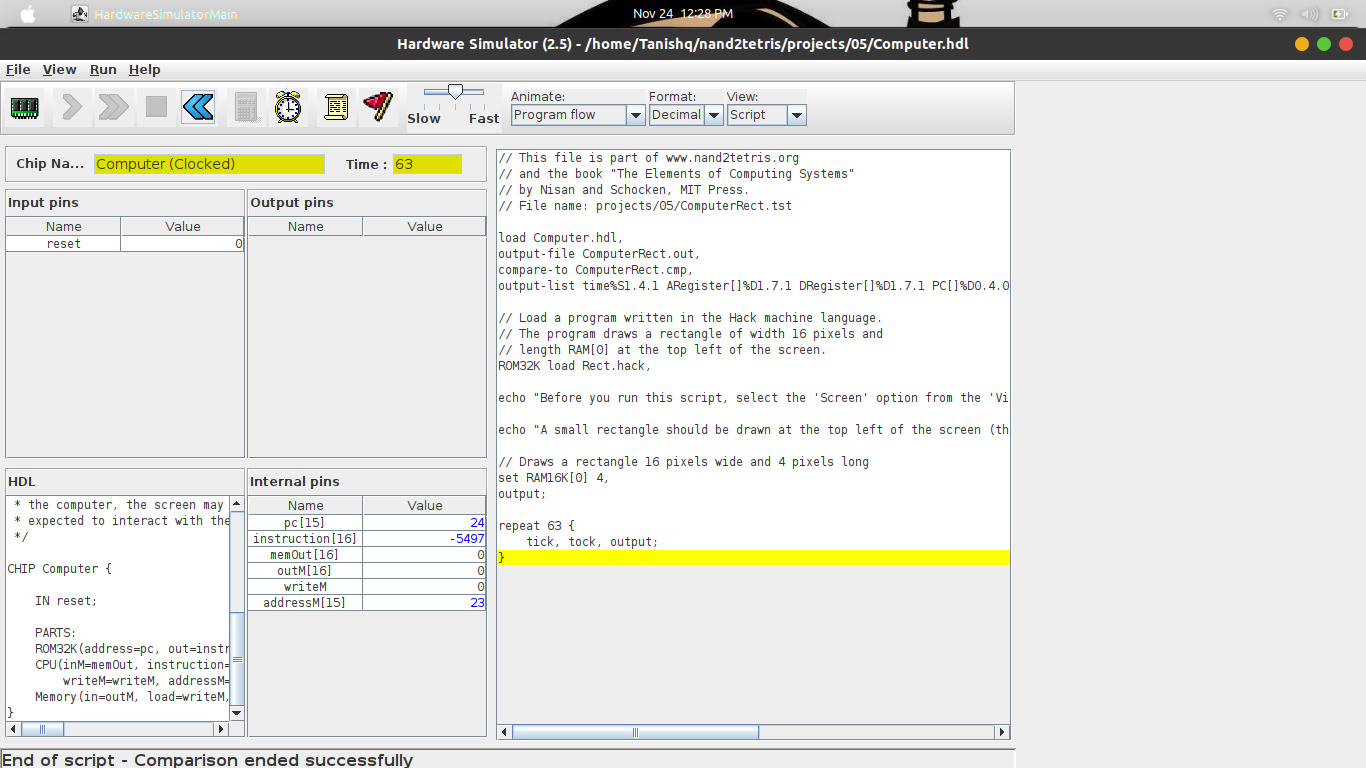 HardwareSimulatorMain
Nov 24 12:28 PM
Hardware Simulator (2.5) - /home/Tanishq/nand2tetris/projects/05/Computer.hdl
File View Run Help
Slow Fast
Animate: Format: View:
Program flow Decimal Script
Chip Na... Computer (Clocked) Time : 63
Input pins
Name Value
reset 0
Output pins
Name Value
HDL
* the computer, the screen may
* expected to interact with the
*/
CHIP Computer {
IN reset;
PARTS:
ROM32K(address=pc, out=instr
CPU(inM=memOut, instruction=
writeM=writeM, addressM=
Memory(in=outM, load=writeM,
}
Internal pins
Name Value
pc[15] 24
instruction[16] -5497
memOut[16] 0
outM[16] 0
writeM 0
addressM[15] 23
// This file is part of www.nand2tetris.org
// and the book "The Elements of Computing Systems"
// by Nisan and Schocken, MIT Press.
// File name: projects/05/ComputerRect.tst
load Computer.hdl,
output-file ComputerRect.out,
compare-to ComputerRect.cmp,
output-list time%S1.4.1 ARegister[]%D1.7.1 DRegister[]%D1.7.1 PC[]%D0.4.0
// Load a program written in the Hack machine language.
// The program draws a rectangle of width 16 pixels and
// length RAM[0] at the top left of the screen.
ROM32K load Rect.hack,
echo "Before you run this script, select the 'Screen' option from the 'Vi
echo "A small rectangle should be drawn at the top left of the screen (th
// Draws a rectangle 16 pixels wide and 4 pixels long
set RAM16K[0] 4,
output;
repeat 63 {
tick, tock, output;
}
End of script - Comparison ended successfully